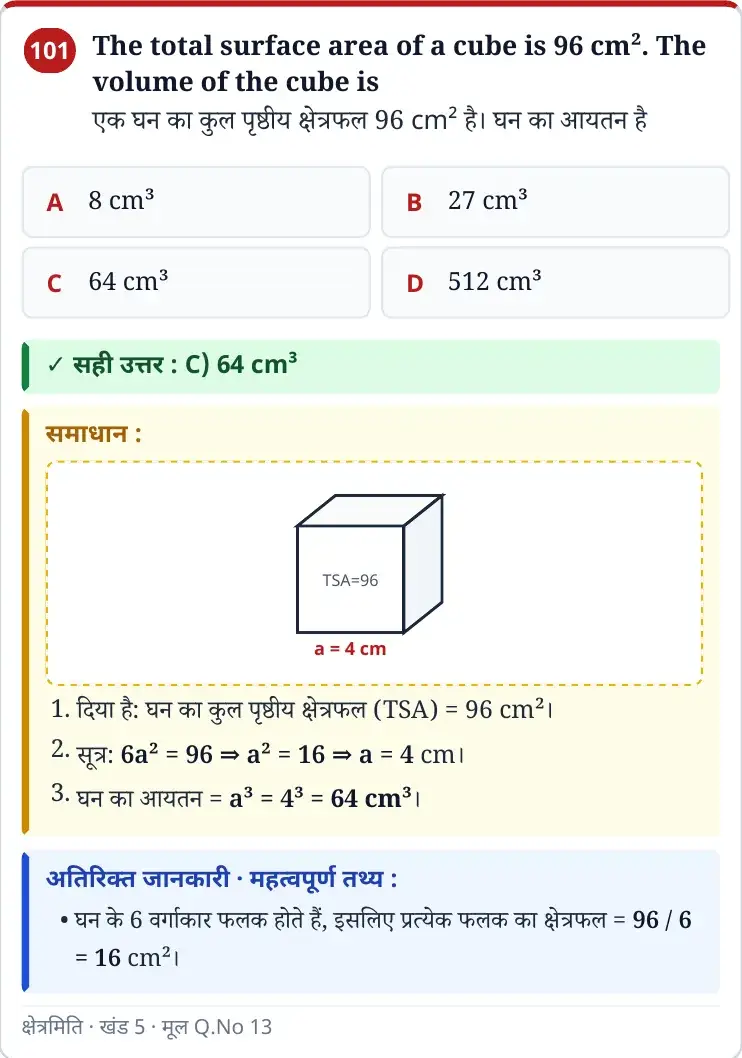 101 The total surface area of a cube is 96 cm². The
volume of the cube is
एक घन का कुल पृष्ठीय क्षेत्रफल 96 cm² है। घन का आयतन है
A 8 cm³
B 27 cm³
C 64 cm³
D 512 cm³
✓ सही उत्तर : C) 64 cm³
समाधान :
TSA=96
a = 4 cm
1. दिया है: घन का कुल पृष्ठीय क्षेत्रफल (TSA) = 96 cm²।
2. सूत्र: 6a² = 96 ⇒ a² = 16 ⇒ a = 4 cm।
3. घन का आयतन = a³ = 4³ = 64 cm³।
अतिरिक्त जानकारी · महत्वपूर्ण तथ्य :
• घन के 6 वर्गाकार फलक होते हैं, इसलिए प्रत्येक फलक का क्षेत्रफल = 96 / 6
= 16 cm²।
क्षेत्रमिति · खंड 5 · मूल Q.No 13